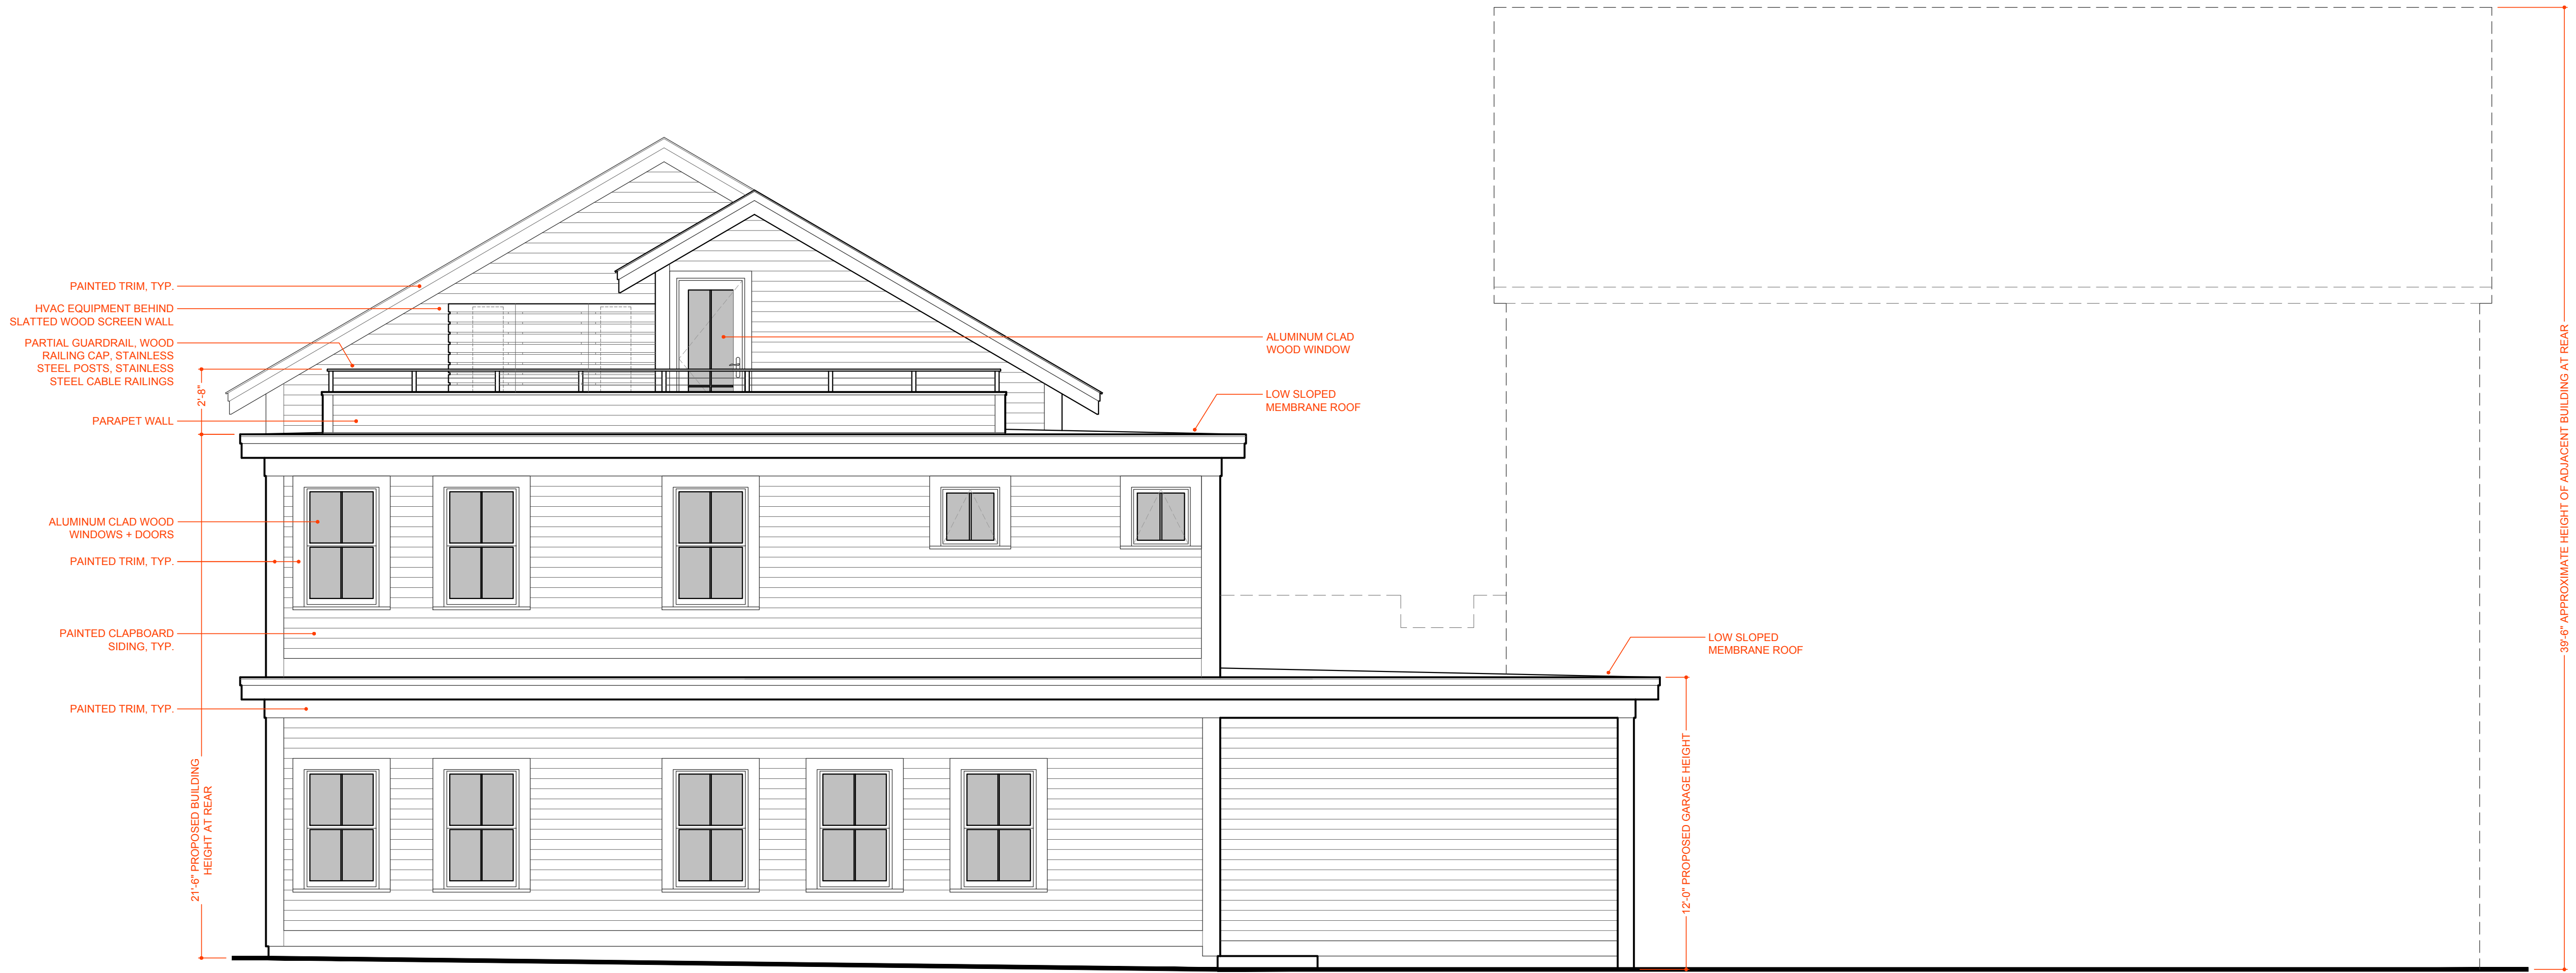 PAINTED TRIM, TYP.
HVAC EQUIPMENT BEHIND
SLATTED WOOD SCREEN WALL
PARTIAL GUARDRAIL, WOOD
RAILING CAP, STAINLESS
STEEL POSTS, STAINLESS
STEEL CABLE RAILINGS
2'-8"
PARAPET WALL
ALUMINUM CLAD WOOD
WINDOWS + DOORS
PAINTED TRIM, TYP.
PAINTED CLAPBOARD
SIDING, TYP.
PAINTED TRIM, TYP.
21'-6" PROPOSED BUILDING
HEIGHT AT REAR
ALUMINUM CLAD
WOOD WINDOW
LOW SLOPED
MEMBRANE ROOF
LOW SLOPED
MEMBRANE ROOF
12'-0" PROPOSED GARAGE HEIGHT
39'-6" APPROXIMATE HEIGHT OF ADJACENT BUILDING AT REAR